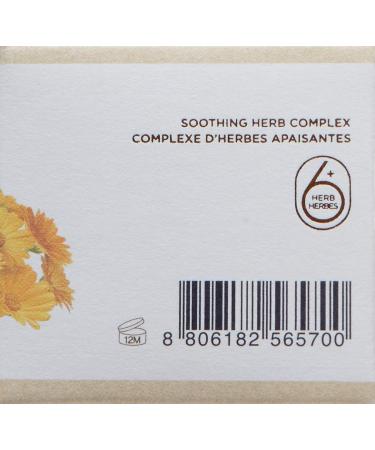 SOOTHING HERB COMPLEX
COMPLEXE D'HERBES APAISANTES
6+
HERB
HERBES
12M
8 806182 565700